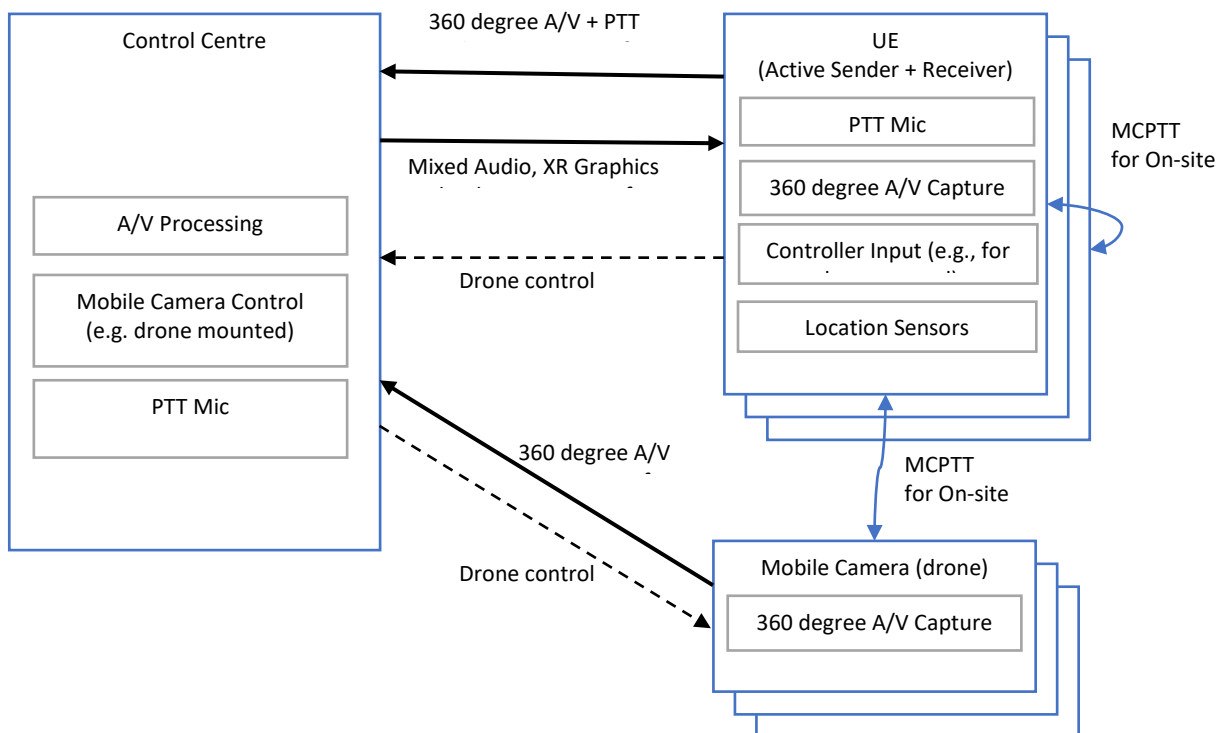 360 degree A/V + PTT
Control Centre
UE
(Active Sender + Receiver)
PTT Mic
MCPTT
for On-site
Mixed Audio, XR Graphics
360 degree A/V Capture
A/V Processing
Controller Input (e.g., for
Drone control
Mobile Camera Control
(e.g. drone mounted)
Location Sensors
PTT Mic
360 degree A/V
MCPTT
for On-site
Drone control
Mobile Camera (drone)
360 degree A/V Capture